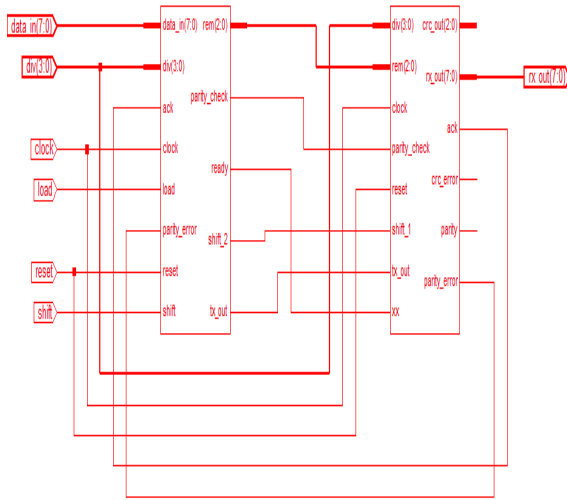 data_in(7:0)
div(3:0)
clock
load
reset
shift
data_in(7:0) rem(2:0)
div(3:0)
parity_check
ack
clock
ready
load
parity_error
shift_2
reset
shift tx_out
div(3:0) crc_out(2:0)
rem(2:0)
rx_out(7:0)
clock
ack
parity_check
crc_error
reset
shift_1 parity
tx_out
parity_error
xx
rx_out(7:0)